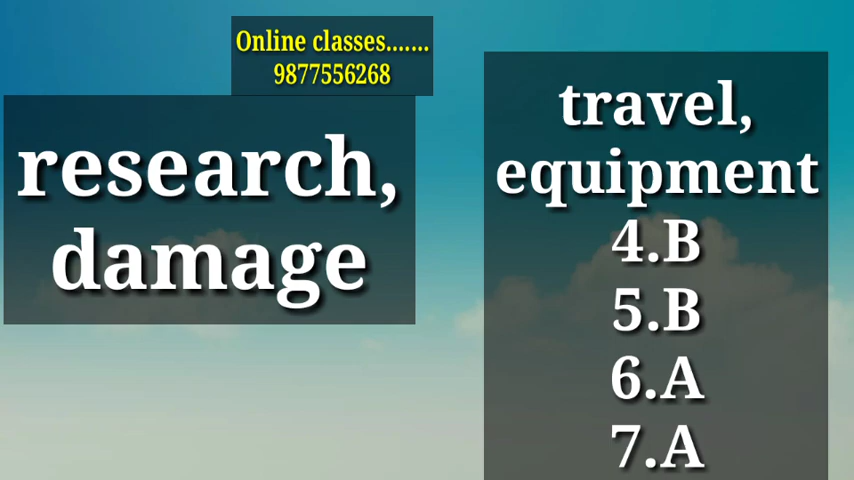 Online classes.......
9877556268
research,
damage
travel,
equipment
4.B
5.B
6.A
7.A